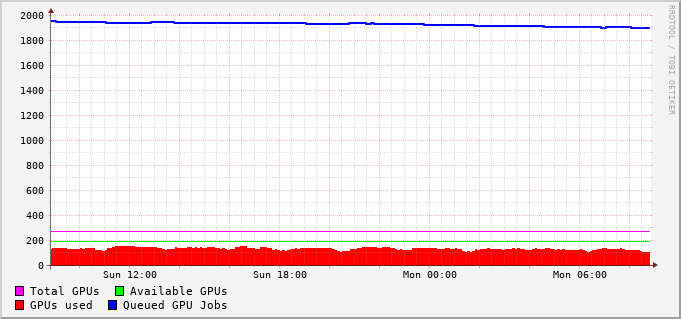 2000
1800
1600
1400
1200
1000
800
600
400
200
0
Sun 12:00 Sun 18:00 Mon 00:00 Mon 06:00
Total GPUs Available GPUs
GPUs used Queued GPU Jobs
RRDTOOL / TOBI OETIKER